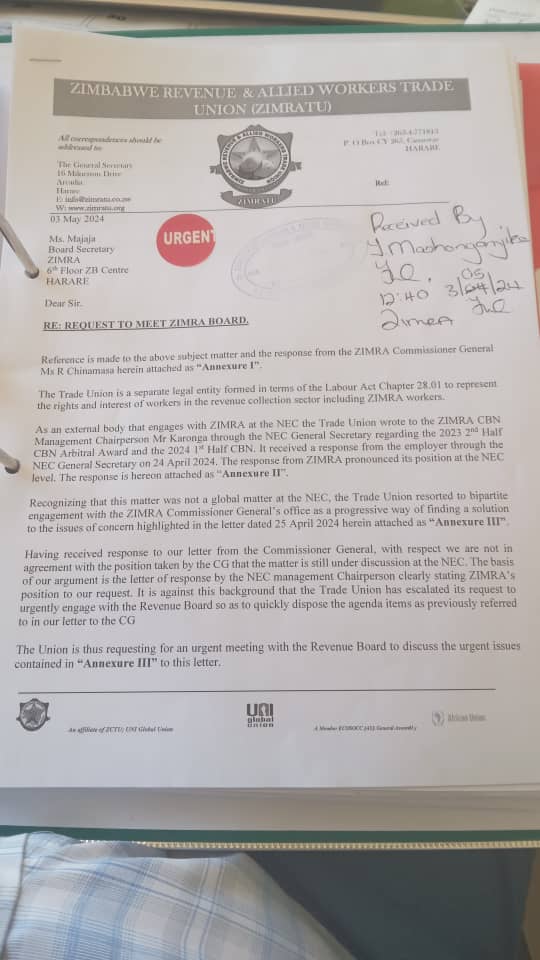 ZIMBABWE REVENUE & ALLIED WORKERS TRADE
UNION (ZIMRATU)
All correspondences should be
addressed to:
The General Secretary
16 Milncroon Drive
Arcadia
Harare
E: info@zimratu.co.zw
W: www.zimratu.org
ZIMBABWE REVENUE & ALLIED WORKERS TRADE UNION
ZIMRATU
P. O Box CY 265, Causeway
HARARE
Ref:
03 May 2024
Ms. Majaja
Board Secretary
ZIMRA
6th Floor ZB Centre
HARARE
URGENT
Received By
12:40 3/05/24
Zimra
Dear Sir.
RE: REQUEST TO MEET ZIMRA BOARD.
Reference is made to the above subject matter and the response from the ZIMRA Commissioner General
Ms R Chinamasa herein attached as “Annexure I”.
The Trade Union is a separate legal entity formed in terms of the Labour Act Chapter 28.01 to represent
the rights and interest of workers in the revenue collection sector including ZIMRA workers.
As an external body that engages with ZIMRA at the NEC the Trade Union wrote to the ZIMRA CBN
Management Chairperson Mr Karonga through the NEC General Secretary regarding the 2023 2nd Half
CBN Arbitral Award and the 2024 1st Half CBN. It received a response from the employer through the
NEC General Secretary on 24 April 2024. The response from ZIMRA pronounced its position at the NEC
level. The response is hereon attached as “Annexure II”.
Recognizing that this matter was not a global matter at the NEC, the Trade Union resorted to bipartite
engagement with the ZIMRA Commissioner General’s office as a progressive way of finding a solution
to the issues of concern highlighted in the letter dated 25 April 2024 herein attached as “Annexure III”.
Having received response to our letter from the Commissioner General, with respect we are not in
agreement with the position taken by the CG that the matter is still under discussion at the NEC. The basis
of our argument is the letter of response by the NEC management Chairperson clearly stating ZIMRA’s
position to our request. It is against this background that the Trade Union has escalated its request to
urgently engage with the Revenue Board so as to quickly dispose the agenda items as previously referred
to in our letter to the CG
The Union is thus requesting for an urgent meeting with the Revenue Board to discuss the urgent issues
contained in “Annexure III” to this letter.
An affiliate of ZCTU; UNI Global Union
UNI
global
union
A Member ECOSOCC (AU) General Assembly
African Union